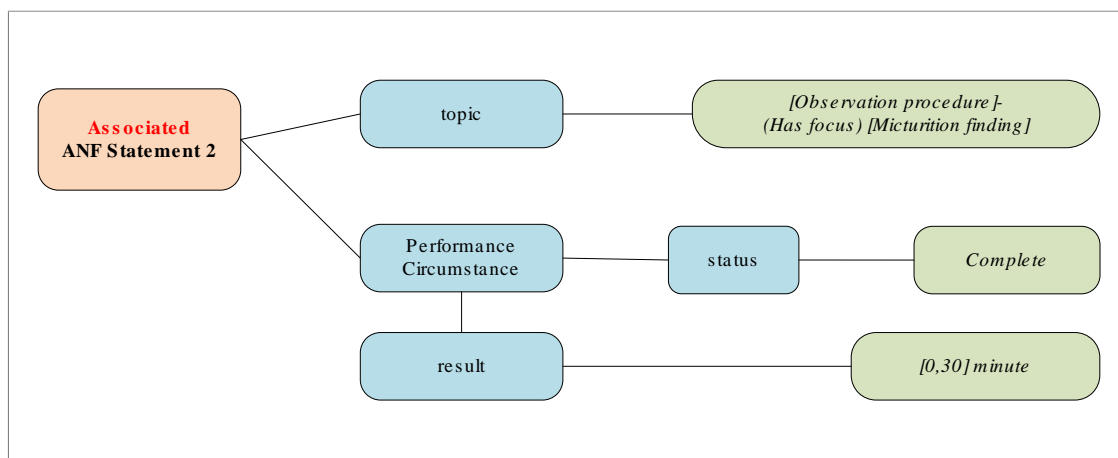 Associated
ANF Statement 2
topic
[Observation procedure]-
(Has focus) [Micturition finding]
Performance
Circumstance
status
Complete
result
[0,30] minute